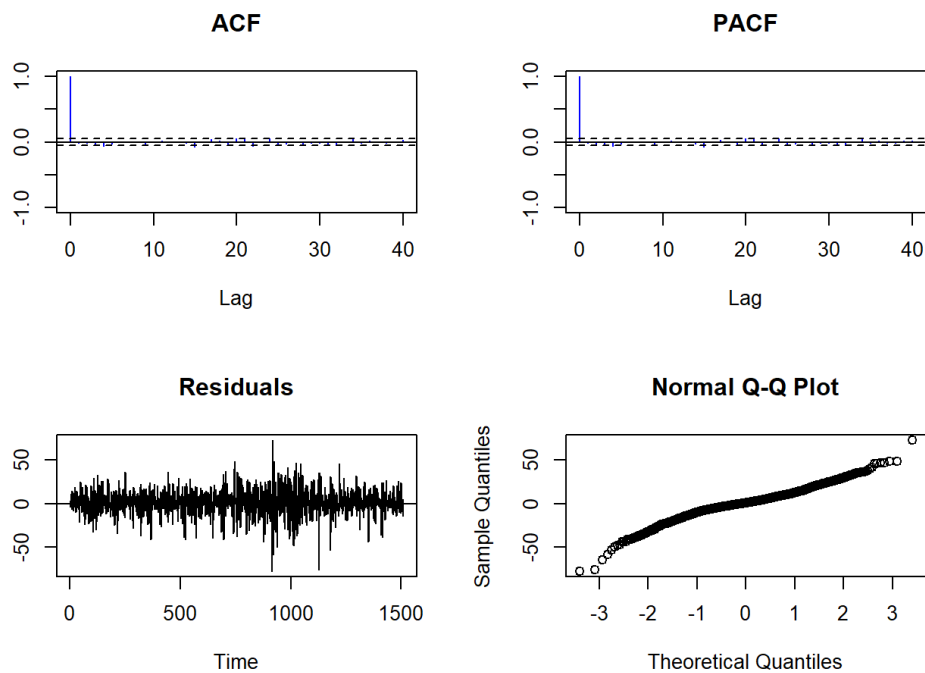 ACF
1.0
0.0
-1.0
0 10 20 30 40
Lag
PACF
1.0
0.0
-1.0
0 10 20 30 40
Lag
Residuals
50
0
-50
0 500 1000 1500
Time
Normal Q-Q Plot
Sample Quantiles
50
0
-50
-3 -2 -1 0 1 2 3
Theoretical Quantiles